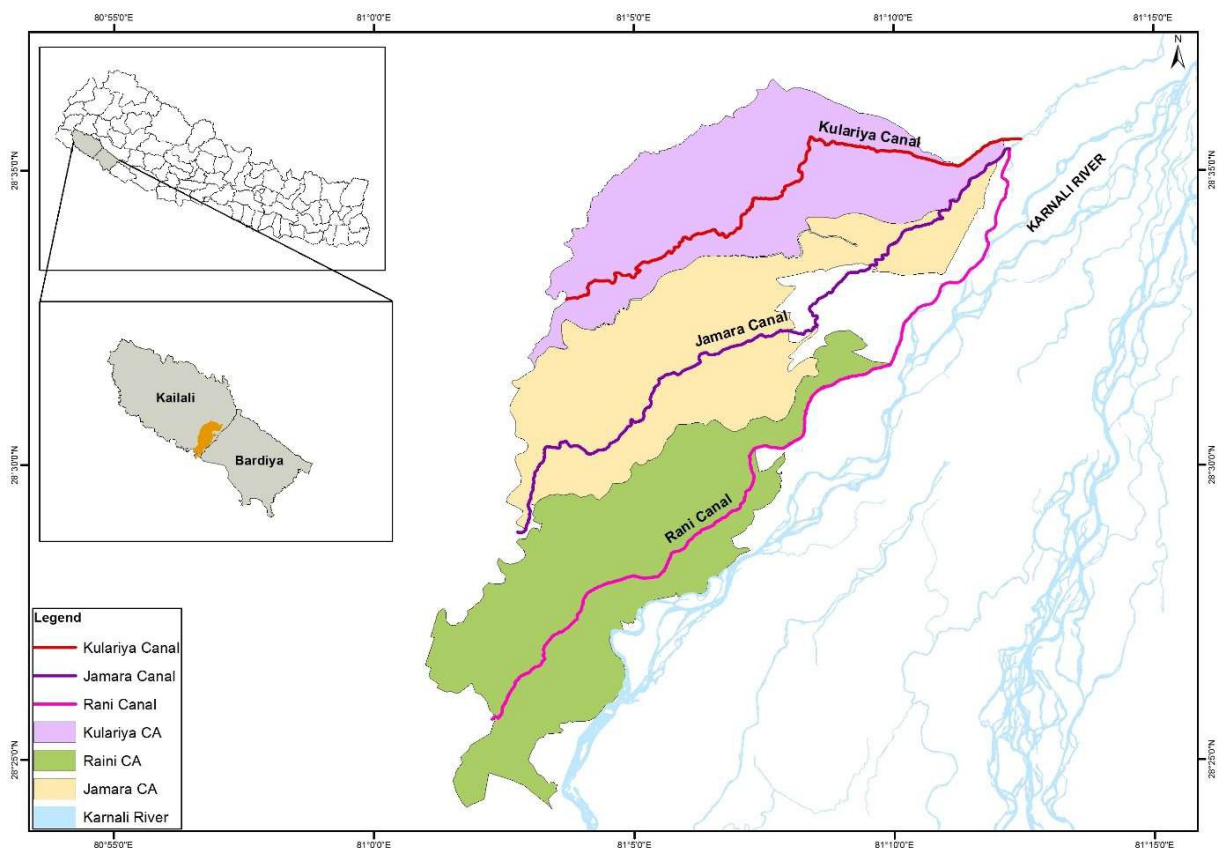 80°55'0"E
81°0'0"E
81°5'0"E
81°10'0"E
81°15'0"E
N
28°35'0"N
28°35'0"N
Kulariya Canal
KARNALI RIVER
Jamara Canal
Kailali
Bardiya
28°30'0"N
28°30'0"N
Rani Canal
Legend
Kulariya Canal
Jamara Canal
Rani Canal
Kulariya CA
Raini CA
Jamara CA
Karnali River
28°25'0"N
28°25'0"N
80°55'0"E
81°0'0"E
81°5'0"E
81°10'0"E
81°15'0"E